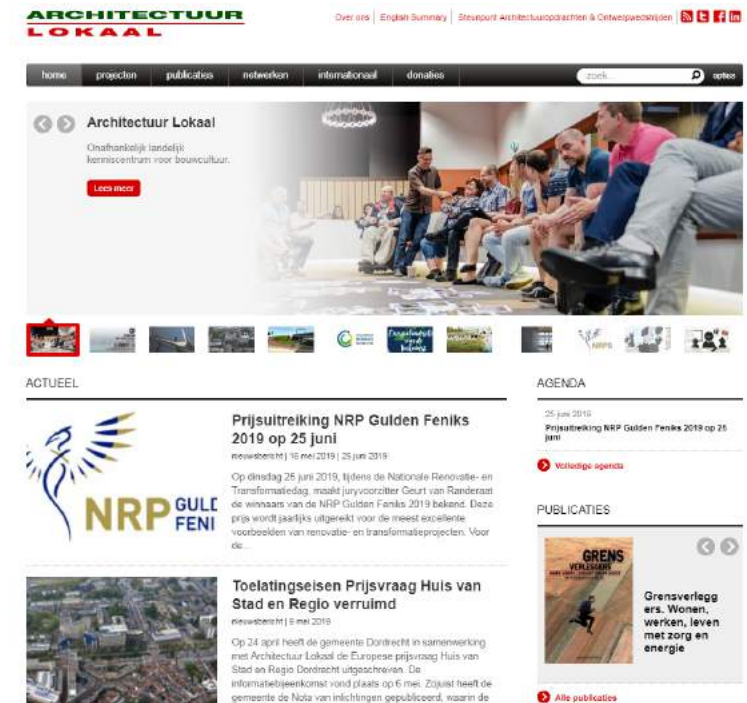 ARCHITECTUUR
LOKAAL
Over ons | English Summary | Steunpunt Architectuuropdrachten & Ontwerpwedstrijden
home projecten publicaties netwerken internationaal donaties zoek... opties
Architectuur Lokaal
Onafhankelijk landelijk
kenniscentrum voor bouwcultuur.
Lees meer
ACTUEEL
NRP GULD
FENI
Prijsuitreiking NRP Gulden Feniks
2019 op 25 juni
nieuwsbericht | 16 mei 2019 | 25 juni 2019
Op dinsdag 25 juni 2019, tijdens de Nationale Renovatie- en
Transformatiedag, maakt juryvoorzitter Geurt van Randeraat
de winnaars van de NRP Gulden Feniks 2019 bekend. Deze
prijs wordt jaarlijks uitgereikt voor de meest excellente
voorbeelden van renovatie- en transformatieprojecten. Voor
de...
Toelatingseisen Prijsvraag Huis van
Stad en Regio verruimd
nieuwsbericht | 8 mei 2019
Op 24 april heeft de gemeente Dordrecht in samenwerking
met Architectuur Lokaal de Europese prijsvraag Huis van
Stad en Regio Dordrecht uitgeschreven. De
informatiebijeenkomst vond plaats op 6 mei. Zojuist heeft de
gemeente de Nota van inlichtingen gepubliceerd, waarin de
AGENDA
25 juni 2019
Prijsuitreiking NRP Gulden Feniks 2019 op 25
juni
Volledige agenda
PUBLICATIES
GRENS
VERLEGGERS
Grensverlegg
ers. Wonen,
werken, leven
met zorg en
energie
Alle publicaties